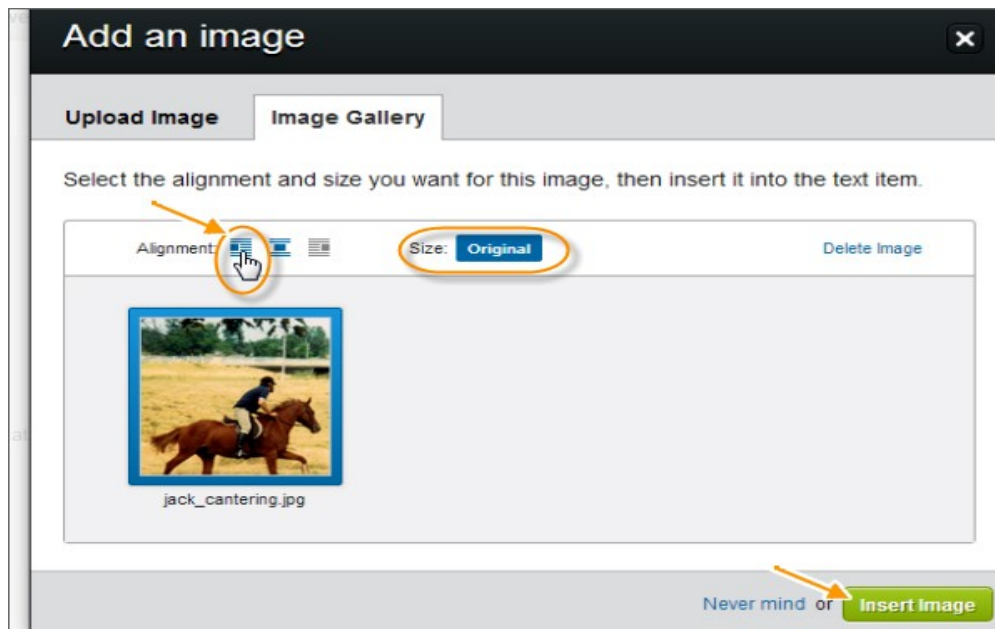 Add an image
Upload Image Image Gallery
Select the alignment and size you want for this image, then insert it into the text item.
Alignment: Size: Original Delete Image
jack_cantering.jpg
Never mind or Insert Image